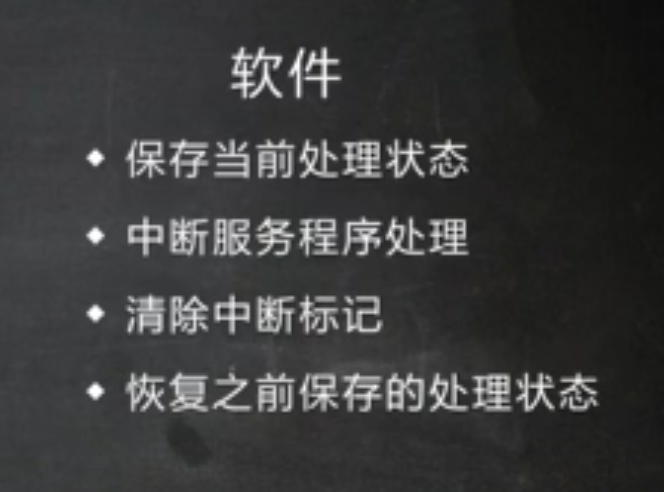 软件
◆ 保存当前处理状态
◆ 中断服务程序处理
◆ 清除中断标记
◆ 恢复之前保存的处理状态